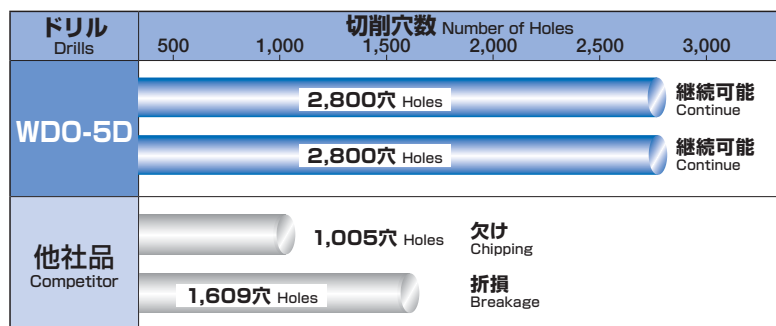 ドリル
Drills
切削穴数 Number of Holes
500 1,000 1,500 2,000 2,500 3,000
WDO-5D
2,800穴 Holes
継続可能
Continue
2,800穴 Holes
継続可能
Continue
他社品
Competitor
1,005穴 Holes
欠け
Chipping
1,609穴 Holes
折損
Breakage